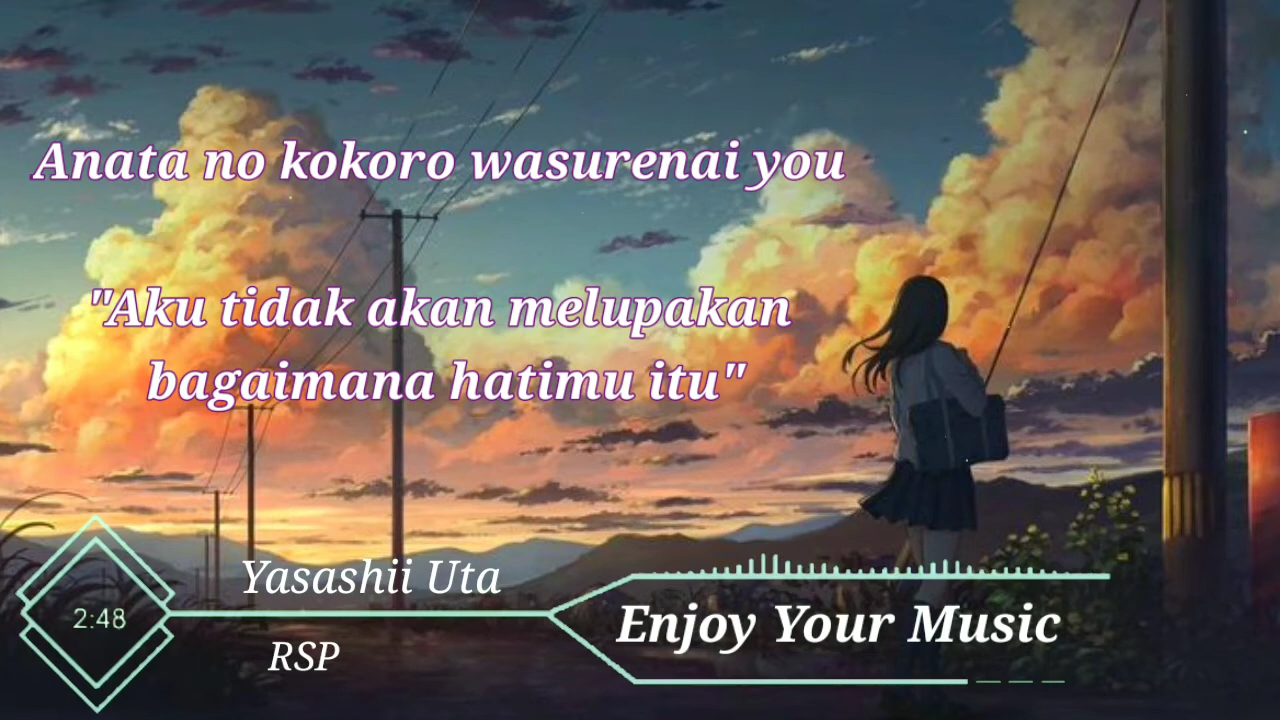 Anata no kokoro wasurenai you
"Aku tidak akan melupakan
bagaimana hatimu itu"
Yasashii Uta
2:48
Enjoy Your Music
RSP